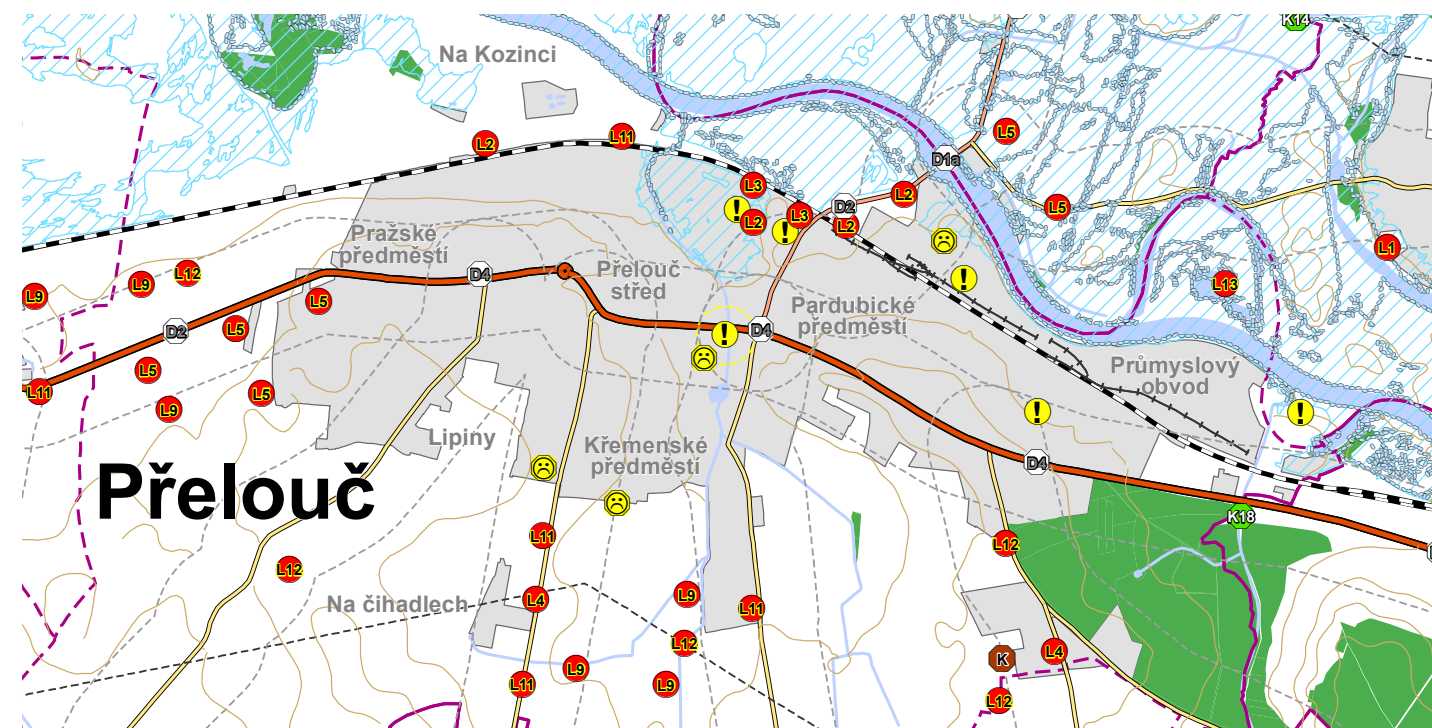 K14
Na Kozinci
L2
L11
L5
D1a
L3
L2
L5
D2
L3
L2
L2
Pražské
předměstí
L1
L12
D4
Přelouč
střed
L9
L13
L9
L5
Pardubické
předměstí
D2
L5
D4
Průmyslový
obvod
L5
L11
L5
L9
Lipiny
Křemenské
předměstí
D4
Přelouč
K18
L11
L12
L12
L4
L9
Na čihadlech
L11
L12
L4
K
L9
L11
L9
L12